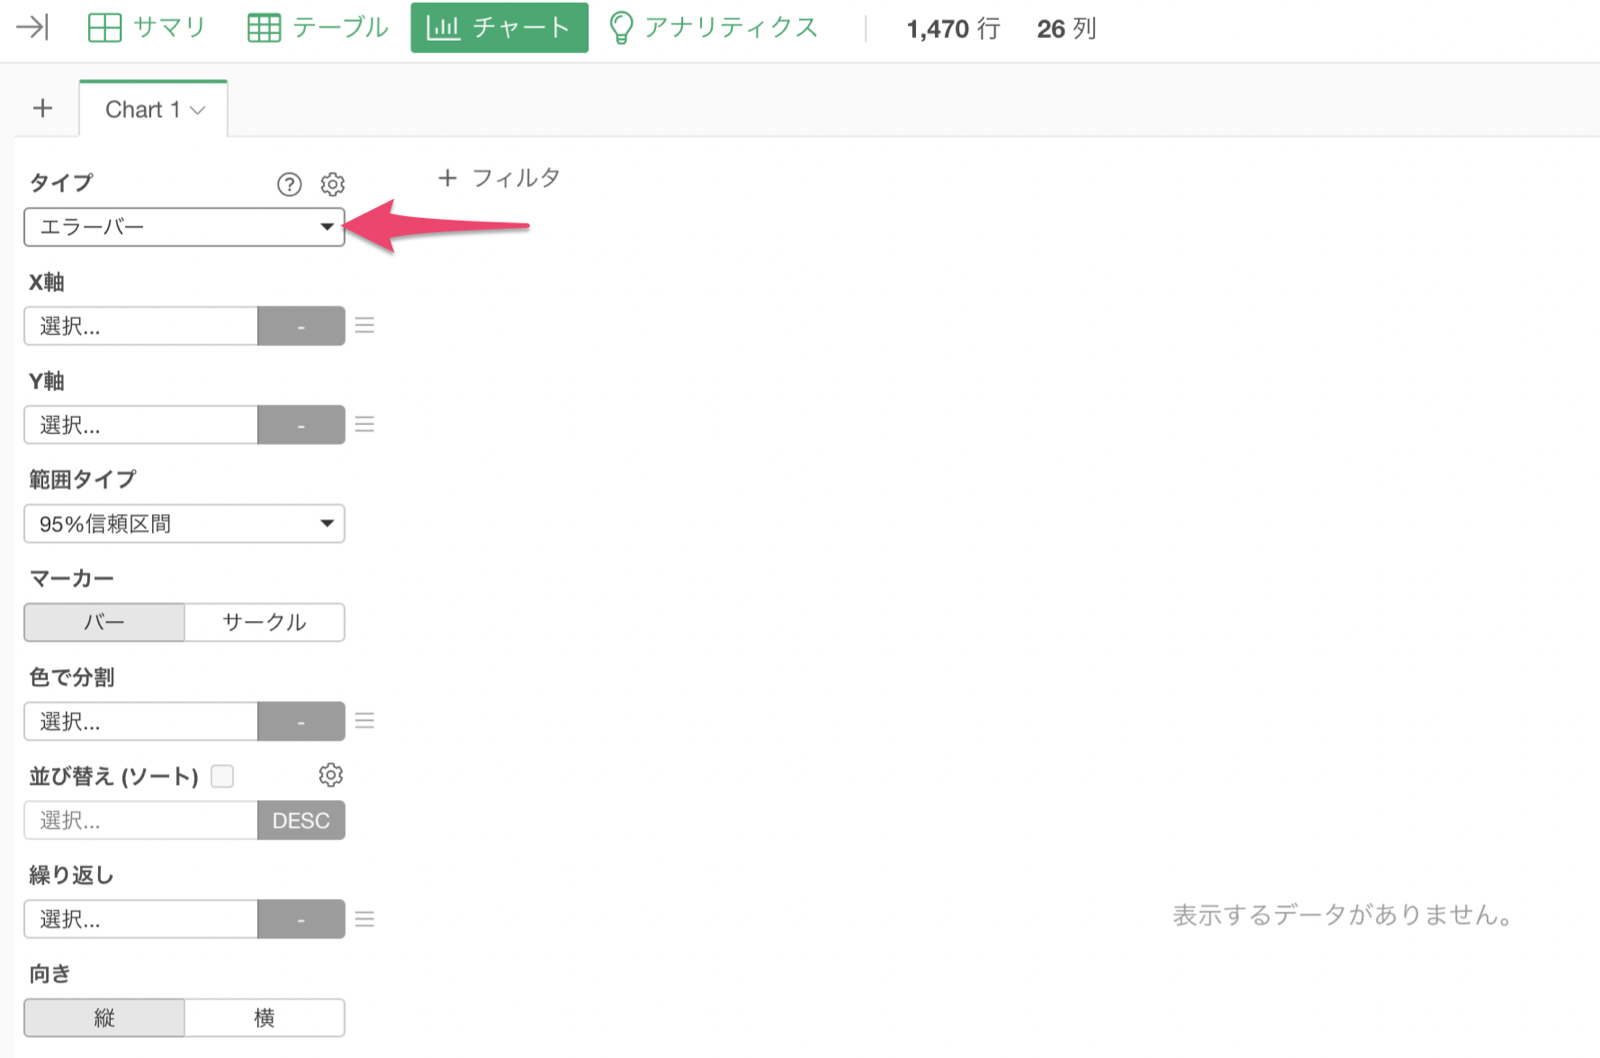 サマリ テーブル チャート アナリティクス 1,470 行 26 列
+ Chart 1
タイプ ?
+ フィルタ
エラーバー
X軸
選択... -
Y軸
選択... -
範囲タイプ
95%信頼区間
マーカー
バー サークル
色で分割
選択... -
並び替え (ソート)
選択... DESC
繰り返し
選択... -
表示するデータがありません。
向き
縦 横